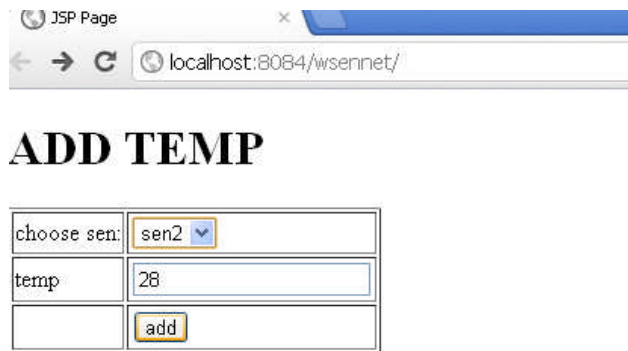 JSP Page
localhost:8084/wsennet/
ADD TEMP
choose sen: sen2
temp 28
add